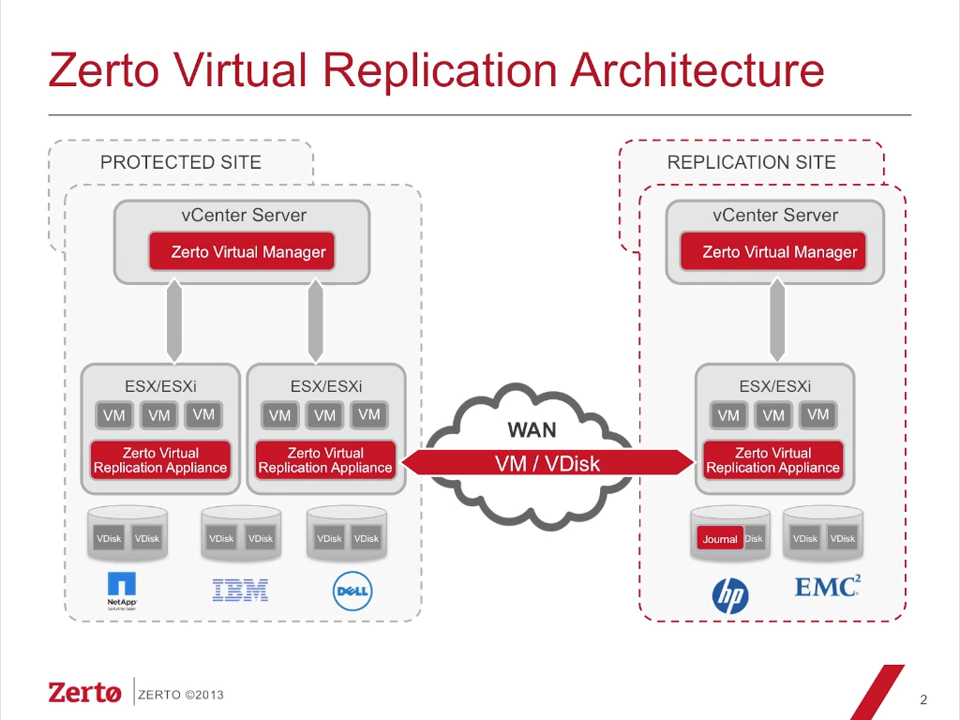 Zerto Virtual Replication Architecture
PROTECTED SITE
vCenter Server
Zerto Virtual Manager
ESX/ESXi
VM VM VM
Zerto Virtual
Replication Appliance
ESX/ESXi
VM VM VM
Zerto Virtual
Replication Appliance
VDisk VDisk
VDisk VDisk
VDisk VDisk
NetApp
IBM
DELL
WAN
VM / VDisk
REPLICATION SITE
vCenter Server
Zerto Virtual Manager
ESX/ESXi
VM VM VM
Zerto Virtual
Replication Appliance
Journal Disk
VDisk VDisk
hp
EMC²
Zerto
ZERTO ©2013
2